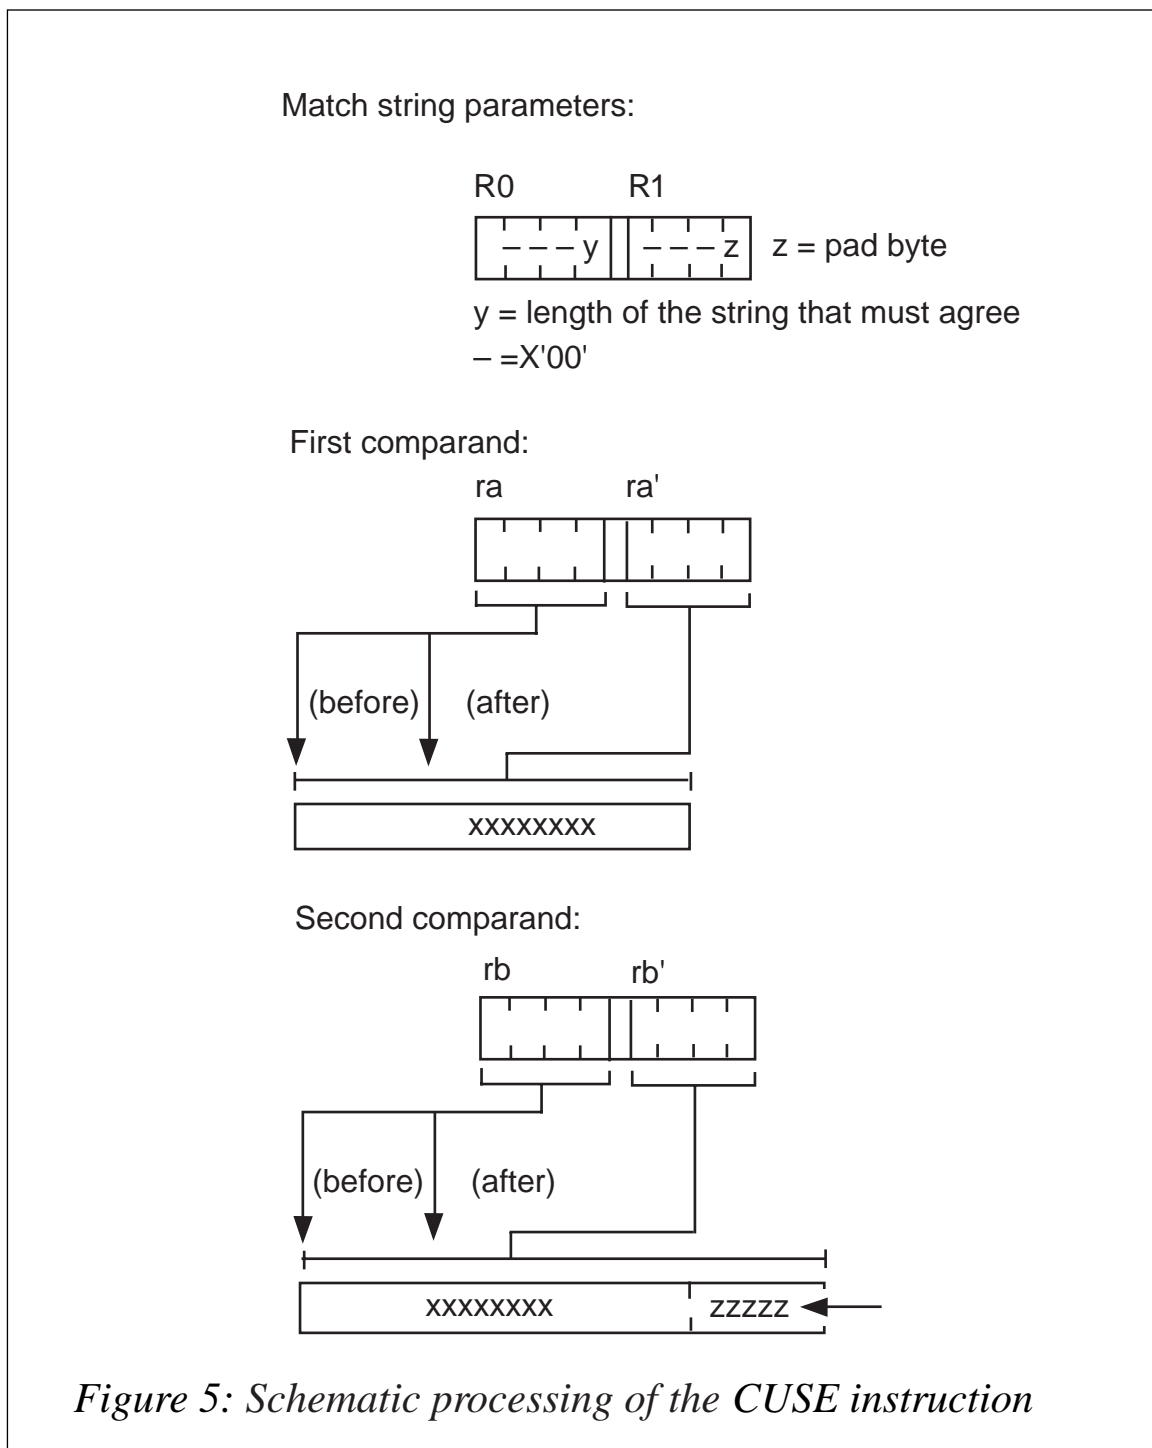 Match string parameters:
R0 R1
– – – y – – – z z = pad byte
y = length of the string that must agree
– =X'00'
First comparand:
ra ra'
(before) (after)
xxxxxxxx
Second comparand:
rb rb'
(before) (after)
xxxxxxxx zzzzz
Figure 5: Schematic processing of the CUSE instruction